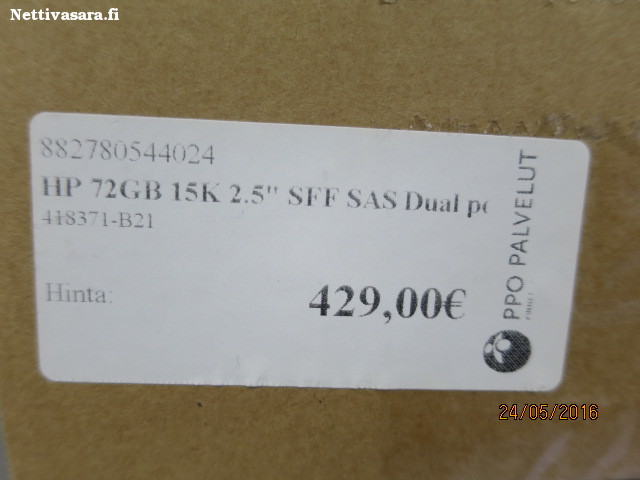 Nettivasara.fi
882780544024
HP 72GB 15K 2.5" SFF SAS Dual po
418371-B21
Hinta:
429,00€
PPO PALVELUT
24/05/2016